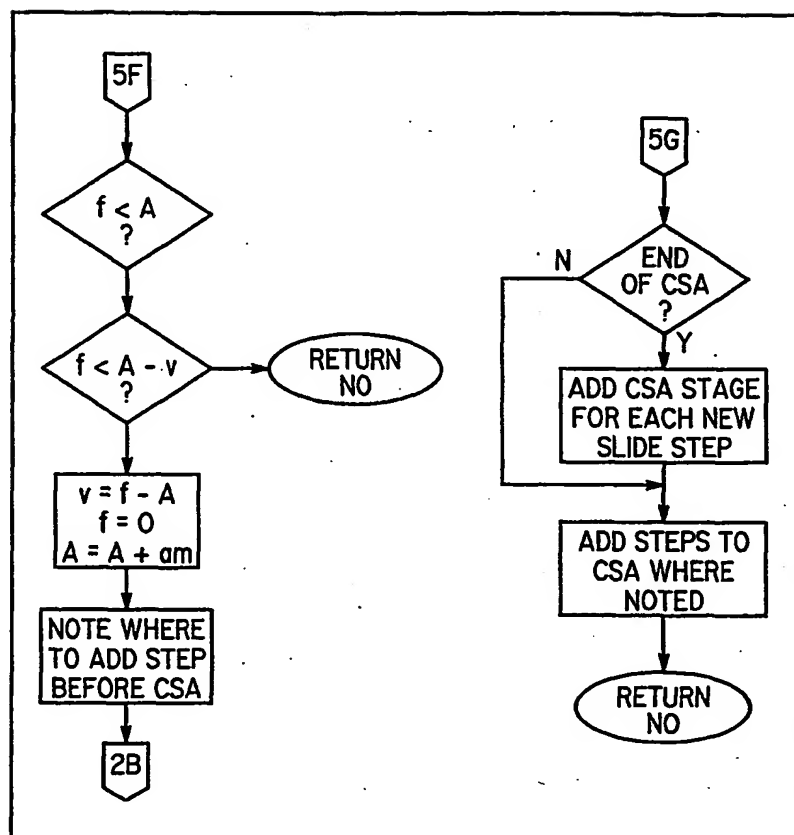 5F
f < A
?
f < A - v
?
RETURN
NO
v = f - A
f = 0
A = A + am
NOTE WHERE
TO ADD STEP
BEFORE CSA
2B
5G
N
END
OF CSA
?
Y
ADD CSA STAGE
FOR EACH NEW
SLIDE STEP
ADD STEPS TO
CSA WHERE
NOTED
RETURN
NO